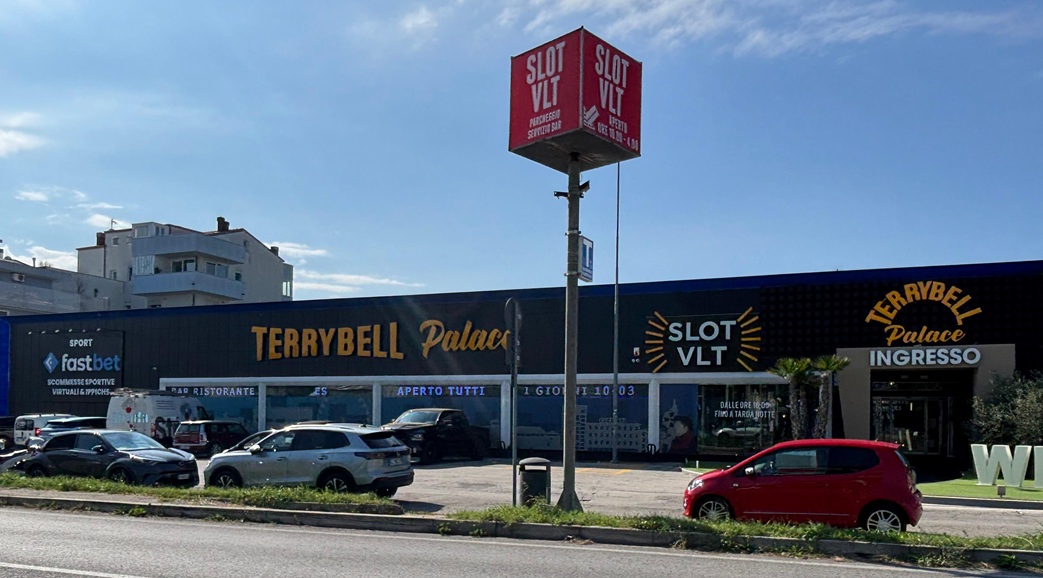 SLOT
VLT
PARCHEGGIO
SERVIZIO BAR
SLOT
VLT
APERTO
ORE 10.00 - 4.00
SPORT
fastbet
SCOMMESSE SPORTIVE
VIRTUALI & IPPICHE
TERRYBELL Palace
SLOT
VLT
TERRYBELL
Palace
INGRESSO
BAR RISTORANTE
APERTO TUTTI
I GIORNI 10:03
DALLE ORE 10:00
FINO A TARDA NOTTE